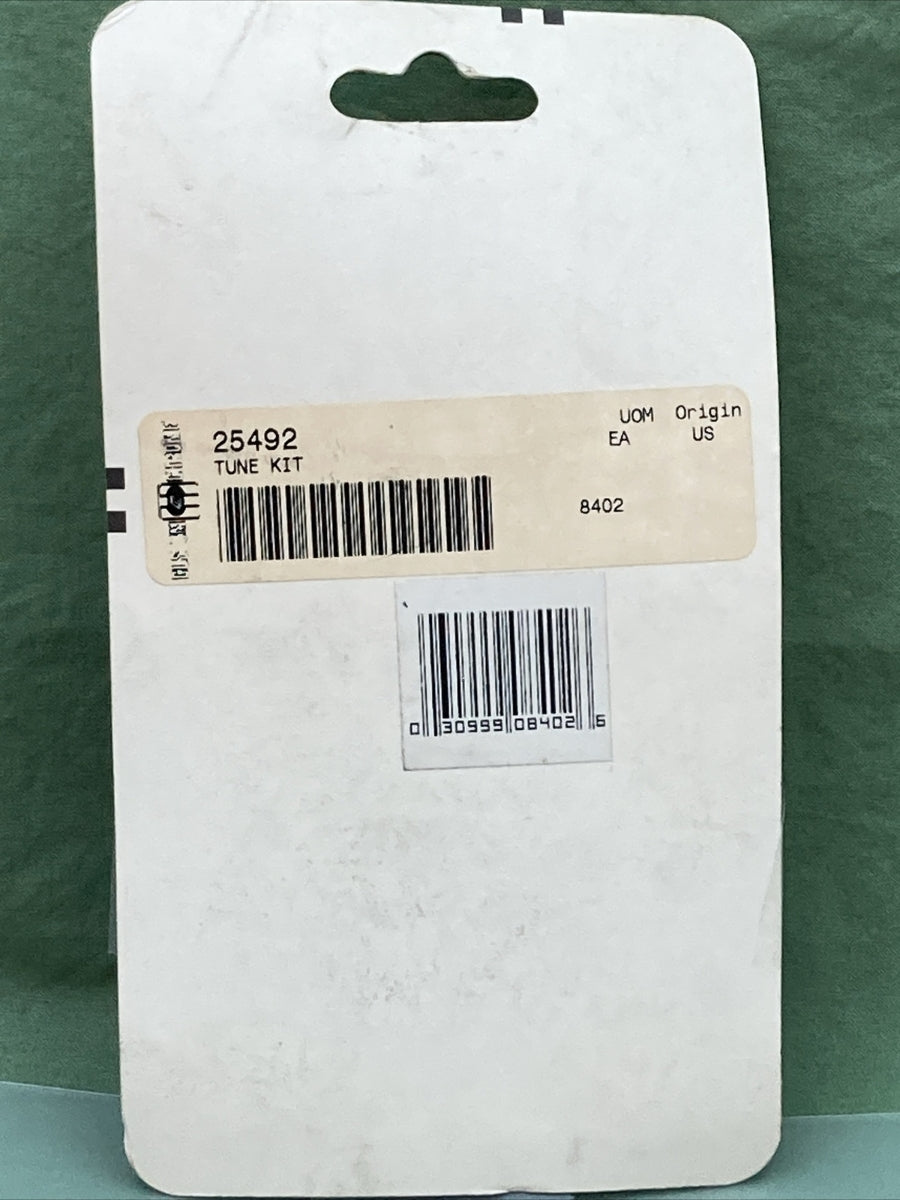 25492
TUNE KIT
UOM Origin
EA US
8402
0 30999 08402 6